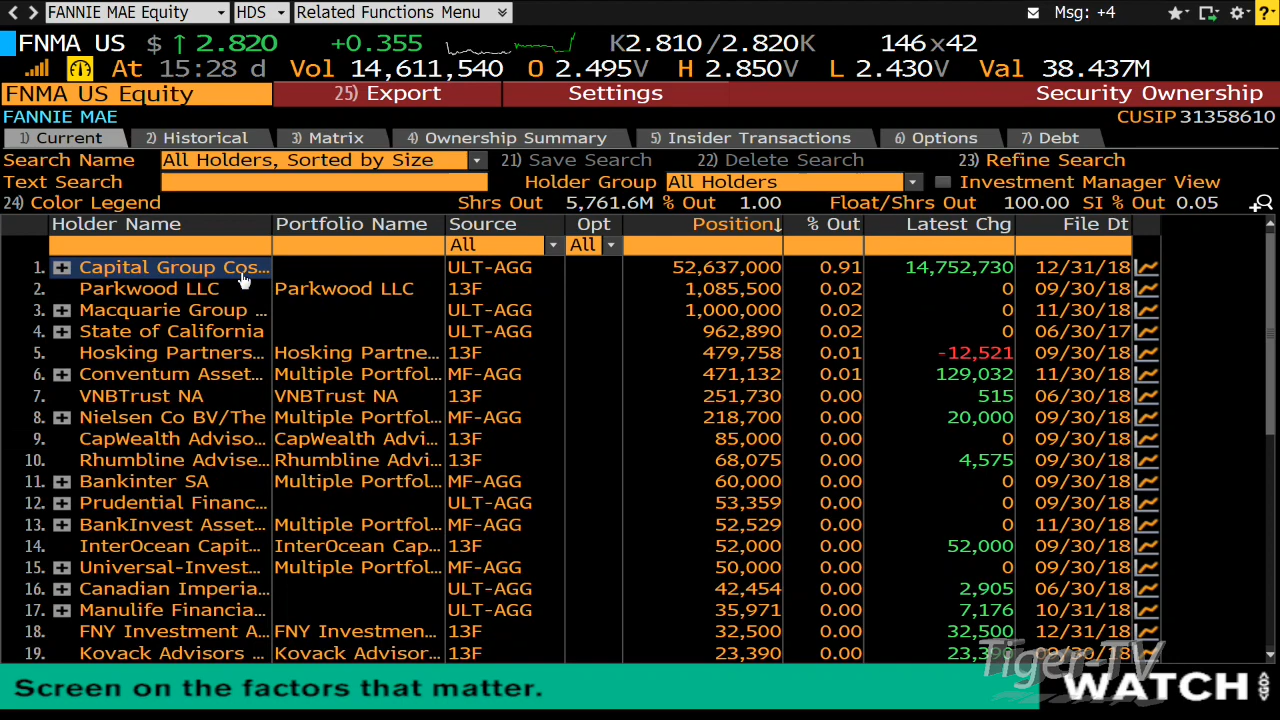 FANNIE MAE Equity HDS Related Functions Menu Msg: +4
FNMA US $ ↑ 2.820 +0.355 K2.810 /2.820K 146 x 42
At 15:28 d Vol 14,611,540 O 2.495V H 2.850V L 2.430V Val 38.437M
FNMA US Equity 25) Export Settings Security Ownership
FANNIE MAE CUSIP 31358610
1) Current 2) Historical 3) Matrix 4) Ownership Summary 5) Insider Transactions 6) Options 7) Debt
Search Name All Holders, Sorted by Size 21) Save Search 22) Delete Search 23) Refine Search
Text Search Holder Group All Holders Investment Manager View
24) Color Legend Shrs Out 5,761.6M % Out 1.00 Float/Shrs Out 100.00 SI % Out 0.05
Holder Name Portfolio Name Source Opt Position↓ % Out Latest Chg File Dt
All All
1. Capital Group Cos... ULT-AGG 52,637,000 0.91 14,752,730 12/31/18
2. Parkwood LLC Parkwood LLC 13F 1,085,500 0.02 0 09/30/18
3. Macquarie Group ... ULT-AGG 1,000,000 0.02 0 11/30/18
4. State of California ULT-AGG 962,890 0.02 0 06/30/17
5. Hosking Partners... Hosking Partne... 13F 479,758 0.01 -12,521 09/30/18
6. Conventum Asset... Multiple Portfol... MF-AGG 471,132 0.01 129,032 11/30/18
7. VNBTrust NA VNBTrust NA 13F 251,730 0.00 515 06/30/18
8. Nielsen Co BV/The Multiple Portfol... MF-AGG 218,700 0.00 20,000 09/30/18
9. CapWealth Adviso... CapWealth Advi... 13F 85,000 0.00 0 09/30/18
10. Rhumbline Advise... Rhumbline Advi... 13F 68,075 0.00 4,575 09/30/18
11. Bankinter SA Multiple Portfol... MF-AGG 60,000 0.00 0 09/30/18
12. Prudential Financ... ULT-AGG 53,359 0.00 0 09/30/18
13. BankInvest Asset... Multiple Portfol... MF-AGG 52,529 0.00 0 11/30/18
14. InterOcean Capit... InterOcean Cap... 13F 52,000 0.00 52,000 09/30/18
15. Universal-Invest... Multiple Portfol... MF-AGG 50,000 0.00 0 09/30/18
16. Canadian Imperia... ULT-AGG 42,454 0.00 2,905 06/30/18
17. Manulife Financia... ULT-AGG 35,971 0.00 7,176 10/31/18
18. FNY Investment A... FNY Investmen... 13F 32,500 0.00 32,500 12/31/18
19. Kovack Advisors ... Kovack Advisor... 13F 23,390 0.00 23,390 09/30/18
Tiger-TV
Screen on the factors that matter. WATCH